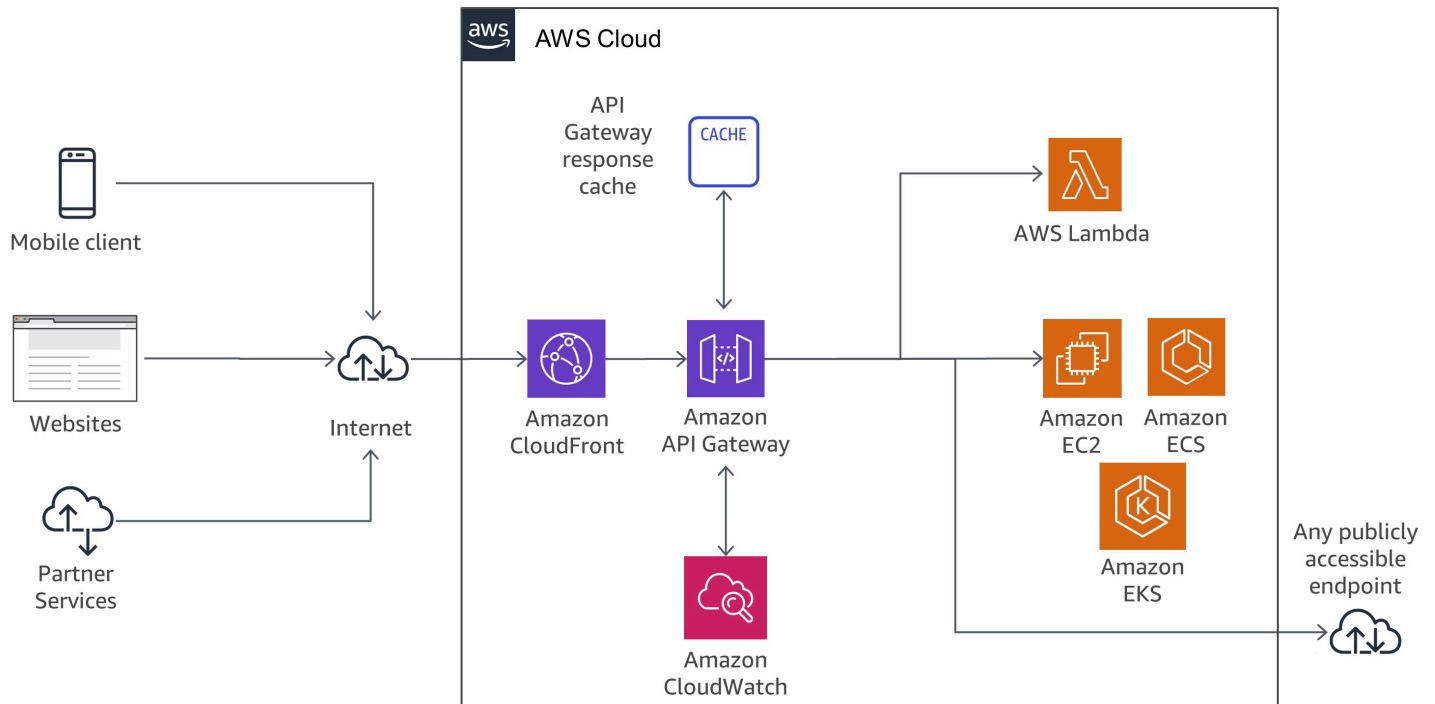 aws
AWS Cloud
API
Gateway
response
cache
CACHE
Mobile client
AWS Lambda
Websites
Internet
Amazon
CloudFront
Amazon
API Gateway
</>
Amazon
EC2
Amazon
ECS
K
Amazon
EKS
Partner
Services
Any publicly
accessible
endpoint
Amazon
CloudWatch